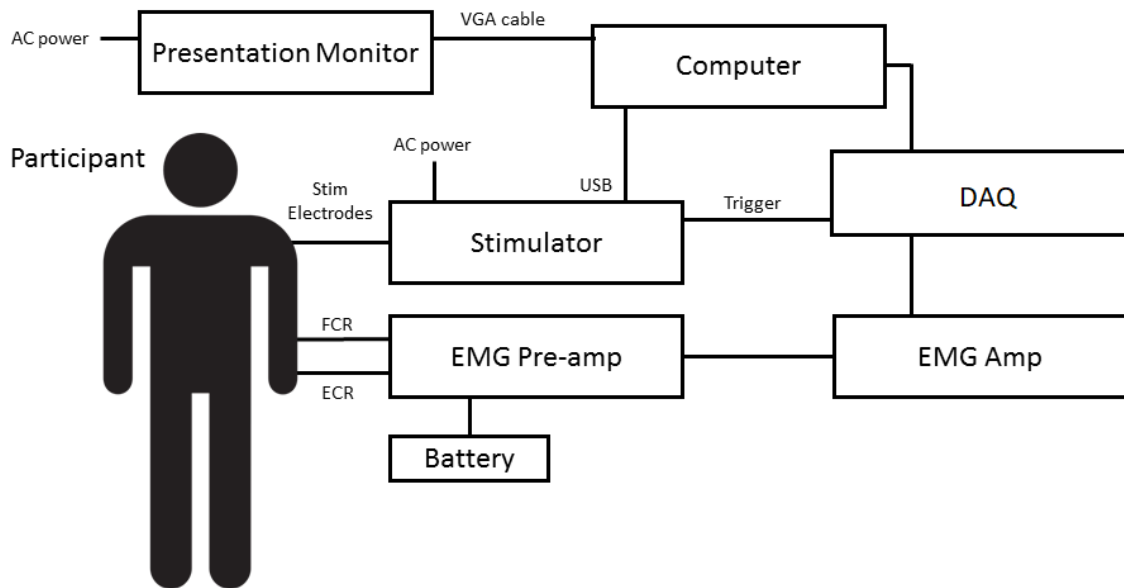 VGA cable
AC power
Presentation Monitor
Computer
Participant
AC power
Stim
Electrodes
USB
Trigger
DAQ
Stimulator
FCR
EMG Pre-amp
EMG Amp
ECR
Battery